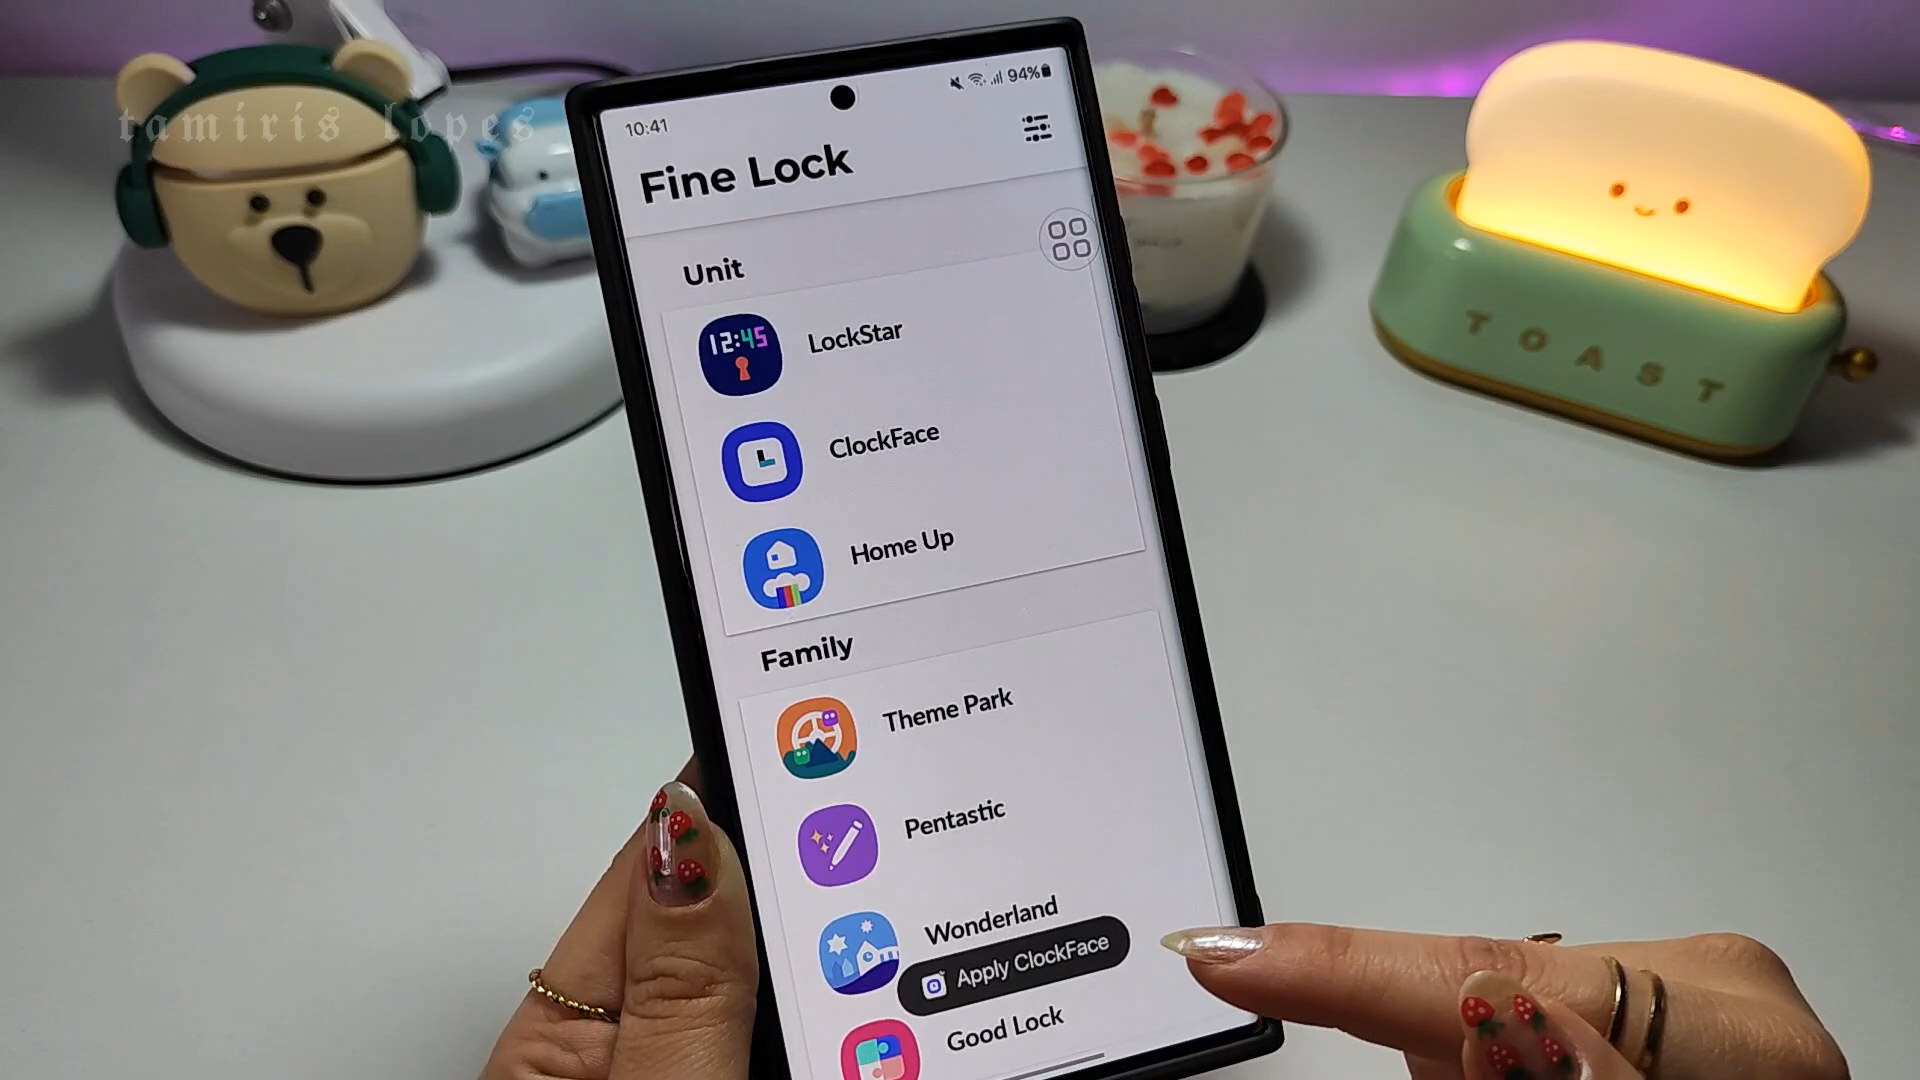 tamiris lopes
10:41
94%
Fine Lock
Unit
12:45
LockStar
ClockFace
Home Up
Family
Theme Park
Pentastic
Wonderland
Apply ClockFace
Good Lock
TOAST